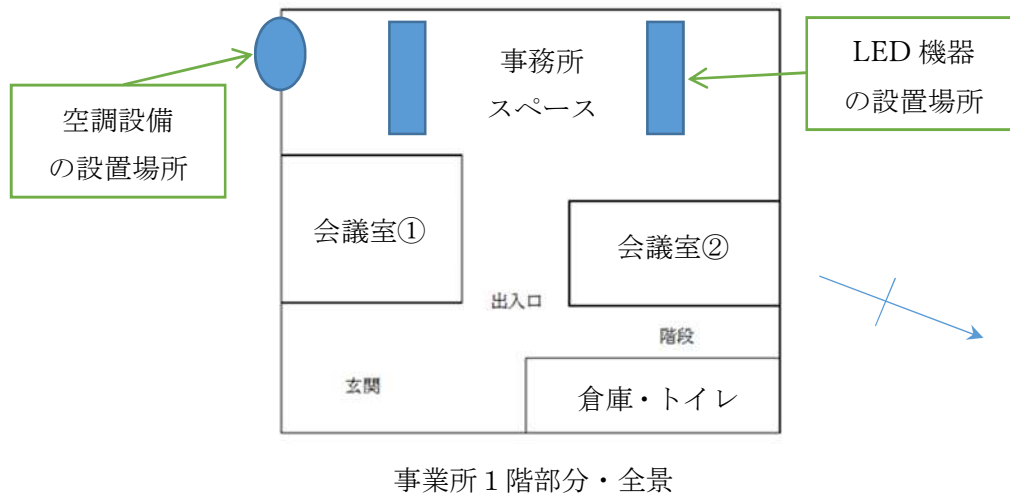 空調設備
の設置場所
事務所
スペース
LED 機器
の設置場所
会議室①
会議室②
出入口
階段
玄関
倉庫・トイレ
事業所１階部分・全景